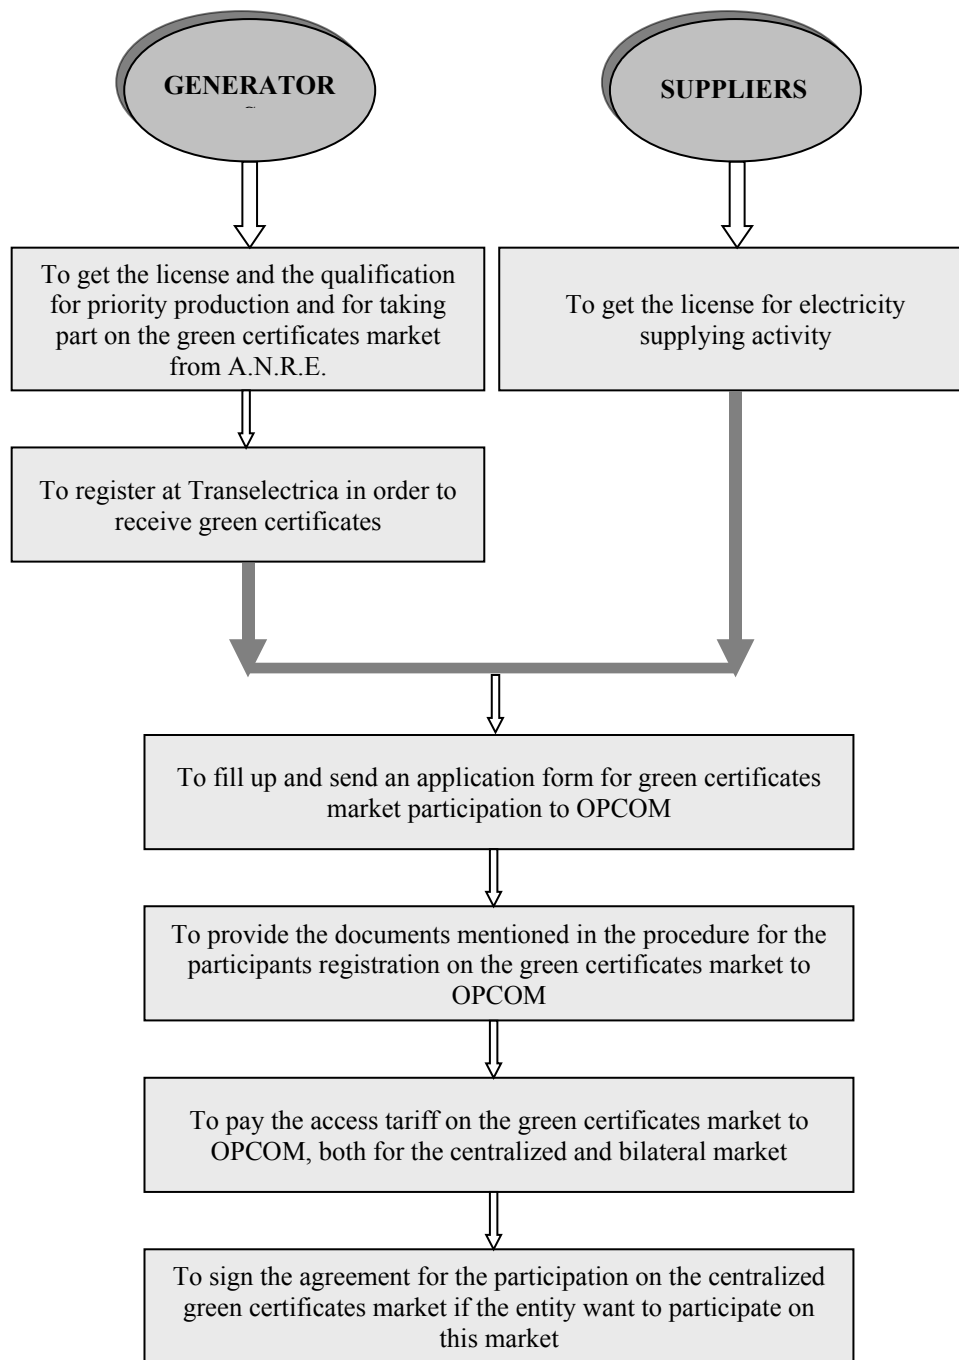 GENERATOR
SUPPLIERS
To get the license and the qualification
for priority production and for taking
part on the green certificates market
from A.N.R.E.
To get the license for electricity
supplying activity
To register at Transelectrica in order to
receive green certificates
To fill up and send an application form for green certificates
market participation to OPCOM
To provide the documents mentioned in the procedure for the
participants registration on the green certificates market to
OPCOM
To pay the access tariff on the green certificates market to
OPCOM, both for the centralized and bilateral market
To sign the agreement for the participation on the centralized
green certificates market if the entity want to participate on
this market